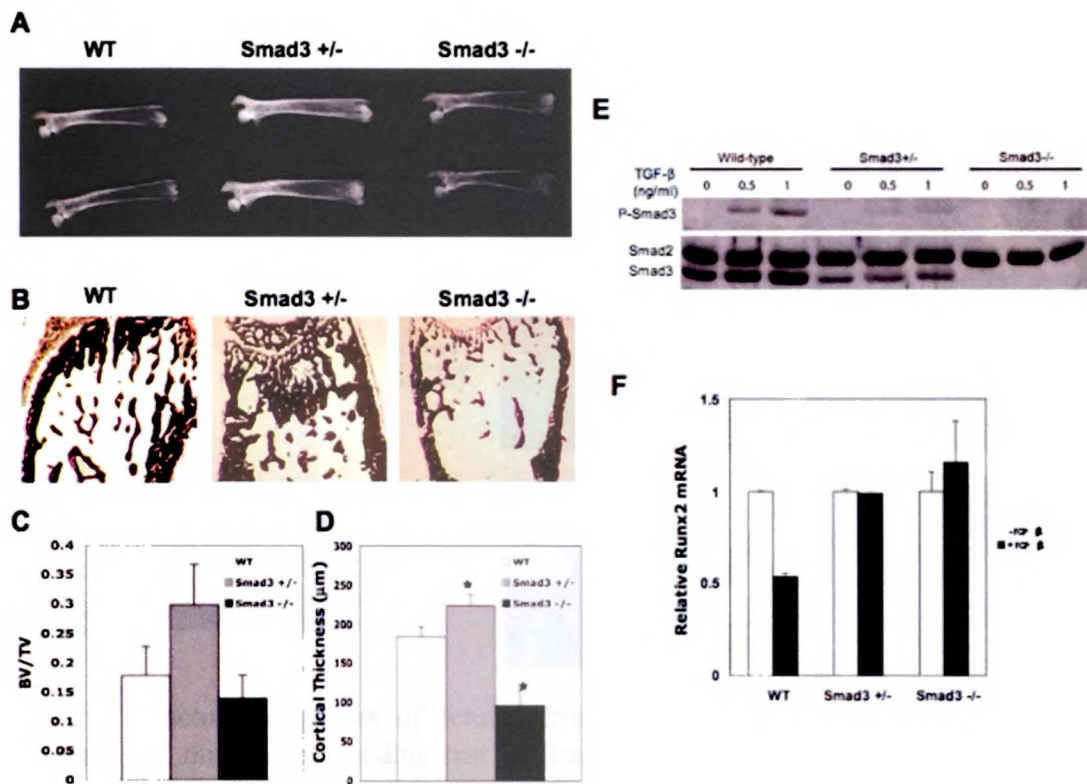 A
WT Smad3 +/- Smad3 -/-
B
WT Smad3 +/- Smad3 -/-
C
BV/TV
0.4
0.35
0.3
0.25
0.2
0.15
0.1
0.05
0
WT
Smad3 +/-
Smad3 -/-
D
Cortical Thickness (μm)
300
250
200
150
100
50
0
WT
Smad3 +/-
Smad3 -/-
*
*
E
Wild-type Smad3+/- Smad3-/-
TGF-β (ng/ml)
0 0.5 1 0 0.5 1 0 0.5 1
P-Smad3
Smad2
Smad3
F
Relative Runx2 mRNA
1.5
1
0.5
0
WT Smad3 +/- Smad3 -/-
β
β